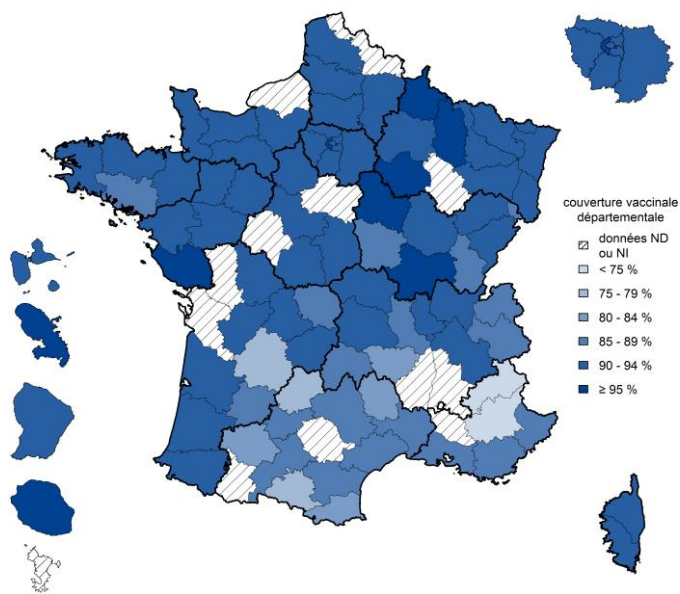 couverture vaccinale
départementale
données ND
ou NI
< 75 %
75 - 79 %
80 - 84 %
85 - 89 %
90 - 94 %
≥ 95 %